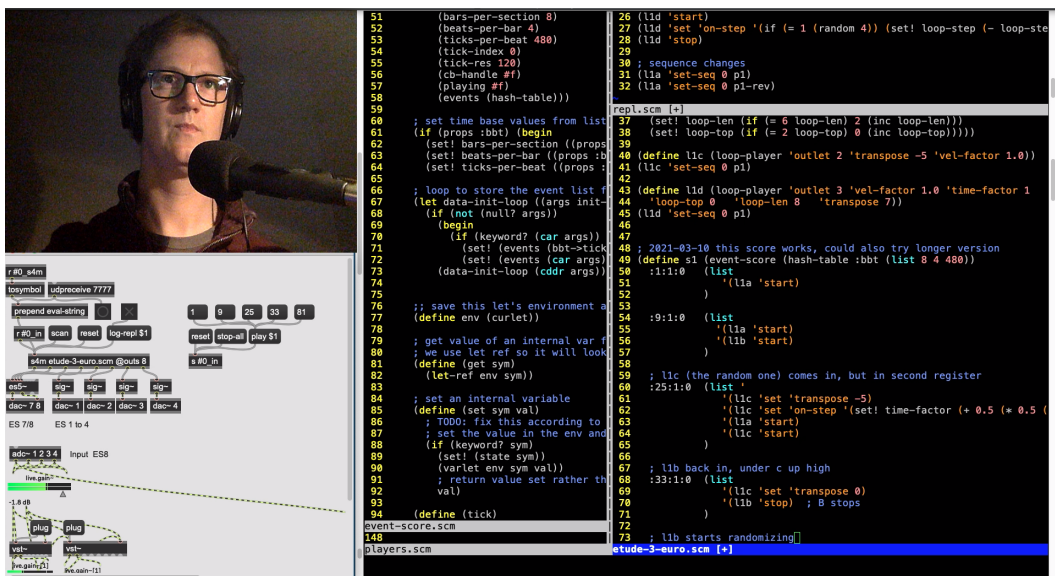 r #0_s4m
tosymbol udpreceive 7777
prepend eval-string
r #0_in scan reset log-repl $1
s4m etude-3-euro.scm @outs 8
es5~ sig~ sig~ sig~ sig~
dac~ 7 8 dac~ 1 dac~ 2 dac~ 3 dac~ 4
ES 7/8 ES 1 to 4
adc~ 1 2 3 4 Input ES8
live.gain~
-1.8 dB
plug plug
vst~ vst~
live.gain~[1] live.gain~[1]
1 9 25 33 81
reset stop-all play $1
s #0_in
51 (bars-per-section 8)
52 (beats-per-bar 4)
53 (ticks-per-beat 480)
54 (tick-index 0)
55 (tick-res 120)
56 (cb-handle #f)
57 (playing #f)
58 (events (hash-table)))
59
60 ; set time base values from list
61 (if (props :bbt) (begin
62 (set! bars-per-section ((props
63 (set! beats-per-bar ((props :b
64 (set! ticks-per-beat ((props :
65
66 ; loop to store the event list f
67 (let data-init-loop ((args init-
68 (if (not (null? args))
69 (begin
70 (if (keyword? (car args))
71 (set! (events (bbt->tick
72 (set! (events (car args)
73 (data-init-loop (cddr args))
74
75
76 ;; save this let's environment a
77 (define env (curlet))
78
79 ; get value of an internal var f
80 ; we use let ref so it will look
81 (define (get sym)
82 (let-ref env sym))
83
84 ; set an internal variable
85 (define (set sym val)
86 ; TODO: fix this according to
87 ; set the value in the env and
88 (if (keyword? sym)
89 (set! (state sym))
90 (varlet env sym val))
91 ; return value set rather th
92 val)
93
94 (define (tick)
event-score.scm
148
players.scm
26 (l1d 'start)
27 (l1d 'set 'on-step '(if (= 1 (random 4)) (set! loop-step (- loop-ste
28 (l1d 'stop)
29
30 ; sequence changes
31 (l1a 'set-seq 0 p1)
32 (l1a 'set-seq 0 p1-rev)
~
repl.scm [+]
37 (set! loop-len (if (= 6 loop-len) 2 (inc loop-len)))
38 (set! loop-top (if (= 2 loop-top) 0 (inc loop-top)))))
39
40 (define l1c (loop-player 'outlet 2 'transpose -5 'vel-factor 1.0))
41 (l1c 'set-seq 0 p1)
42
43 (define l1d (loop-player 'outlet 3 'vel-factor 1.0 'time-factor 1
44 'loop-top 0 'loop-len 8 'transpose 7))
45 (l1d 'set-seq 0 p1)
46
47
48 ; 2021-03-10 this score works, could also try longer version
49 (define s1 (event-score (hash-table :bbt (list 8 4 480))
50 :1:1:0 (list
51 '(l1a 'start)
52 )
53
54 :9:1:0 (list
55 '(l1a 'start)
56 '(l1b 'start)
57 )
58
59 ; l1c (the random one) comes in, but in second register
60 :25:1:0 (list '
61 '(l1c 'set 'transpose -5)
62 '(l1c 'set 'on-step '(set! time-factor (+ 0.5 (* 0.5 (
63 '(l1a 'start)
64 '(l1c 'start)
65 )
66
67 ; l1b back in, under c up high
68 :33:1:0 (list
69 '(l1c 'set 'transpose 0)
70 '(l1b 'stop) ; B stops
71 )
72
73 ; l1b starts randomizing
etude-3-euro.scm [+]